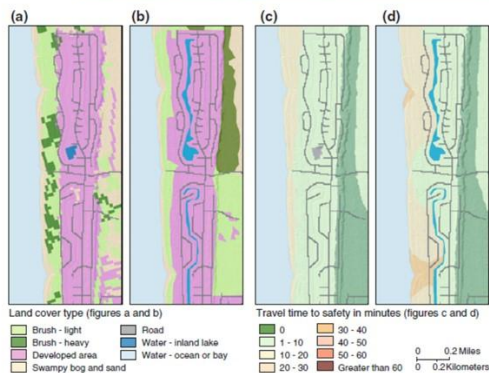 (a)
(b)
(c)
(d)
Land cover type (figures a and b)
Brush - light
Brush - heavy
Developed area
Swampy bog and sand
Road
Water - inland lake
Water - ocean or bay
Travel time to safety in minutes (figures c and d)
0
1 - 10
10 - 20
20 - 30
30 - 40
40 - 50
50 - 60
Greater than 60
0 0.2 Miles
0 0.2 Kilometers